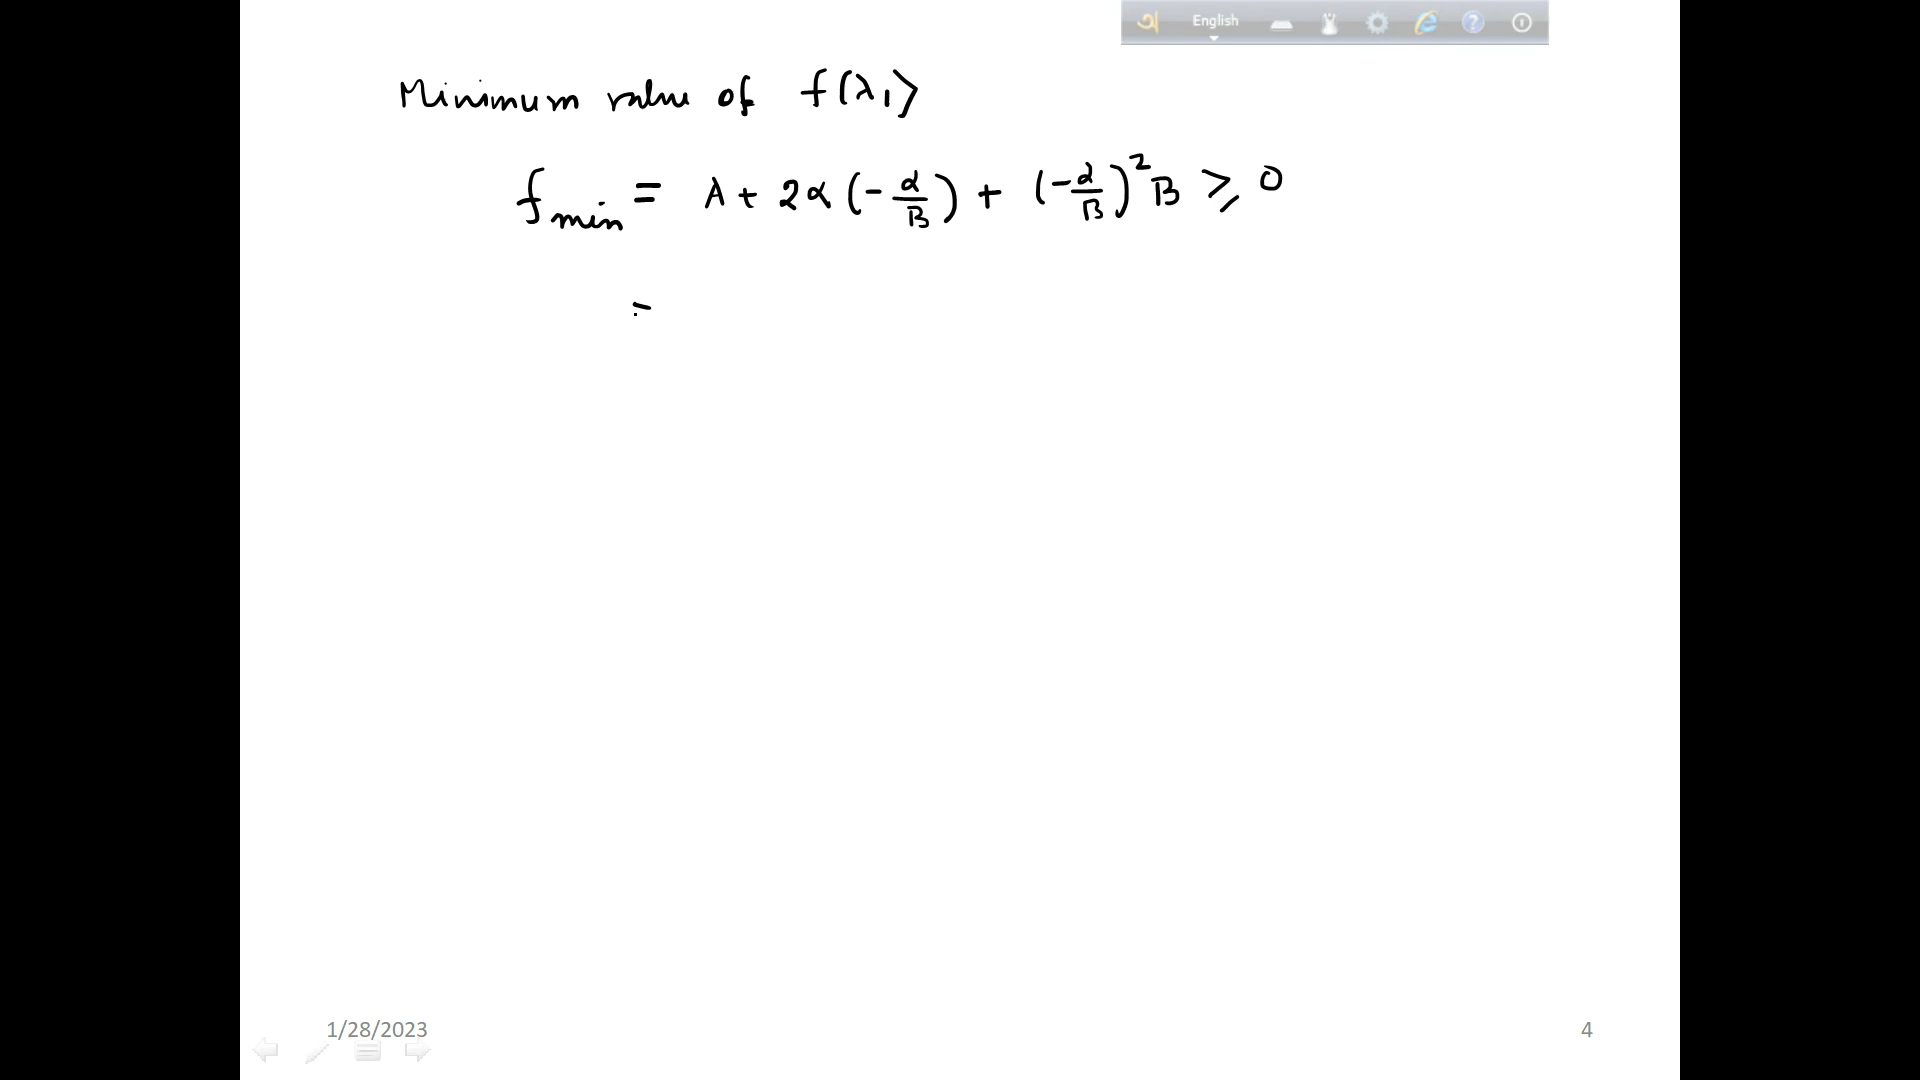 English
Minimum value of f(λ₁)
f_min = A + 2α(-α/B) + (-α/B)²B ⩾ 0
=
1/28/2023
4